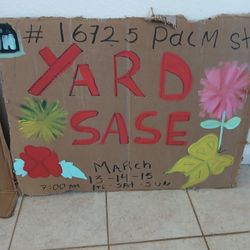 # 16725 PaLM St
YARD
SASE
MARch
13-14-15
7:00 AM Fri-SAT-SUN